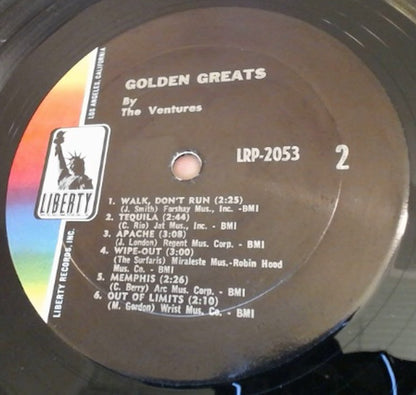 GOLDEN GREATS
By
The Ventures
LRP-2053
2
1. WALK, DON'T RUN (2:25)
(J. Smith) Forshay Mus., Inc. -BMI
2. TEQUILA (2:44)
(C. Rio) Jat Mus., Inc. - BMI
3. APACHE (3:08)
(J. London) Regent Mus. Corp. - BMI
4. WIPE-OUT (3:00)
(The Surfaris) Miraleste Mus.-Robin Hood
Mus. Co. - BMI
5. MEMPHIS (2:26)
(C. Berry) Arc Mus. Corp. - BMI
6. OUT OF LIMITS (2:10)
(M. Gordon) Wrist Mus. Co. - BMI
LIBERTY
LIBERTY RECORDS, INC.
LOS ANGELES, CALIFORNIA